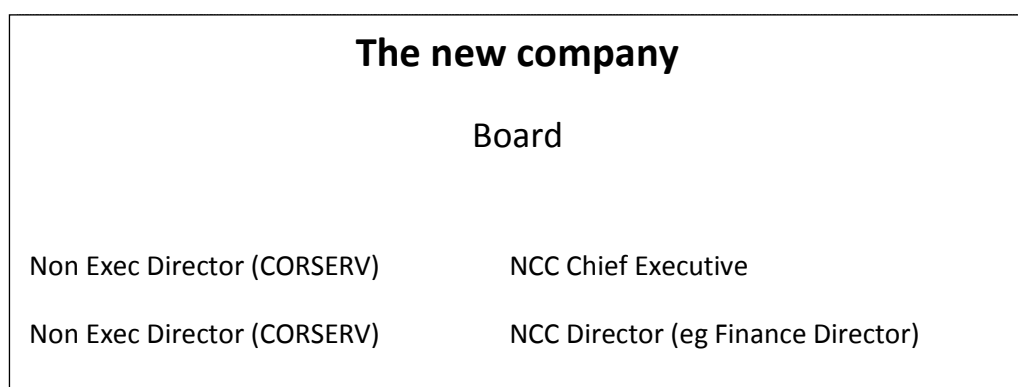 The new company
Board
Non Exec Director (CORSERV) NCC Chief Executive
Non Exec Director (CORSERV) NCC Director (eg Finance Director)